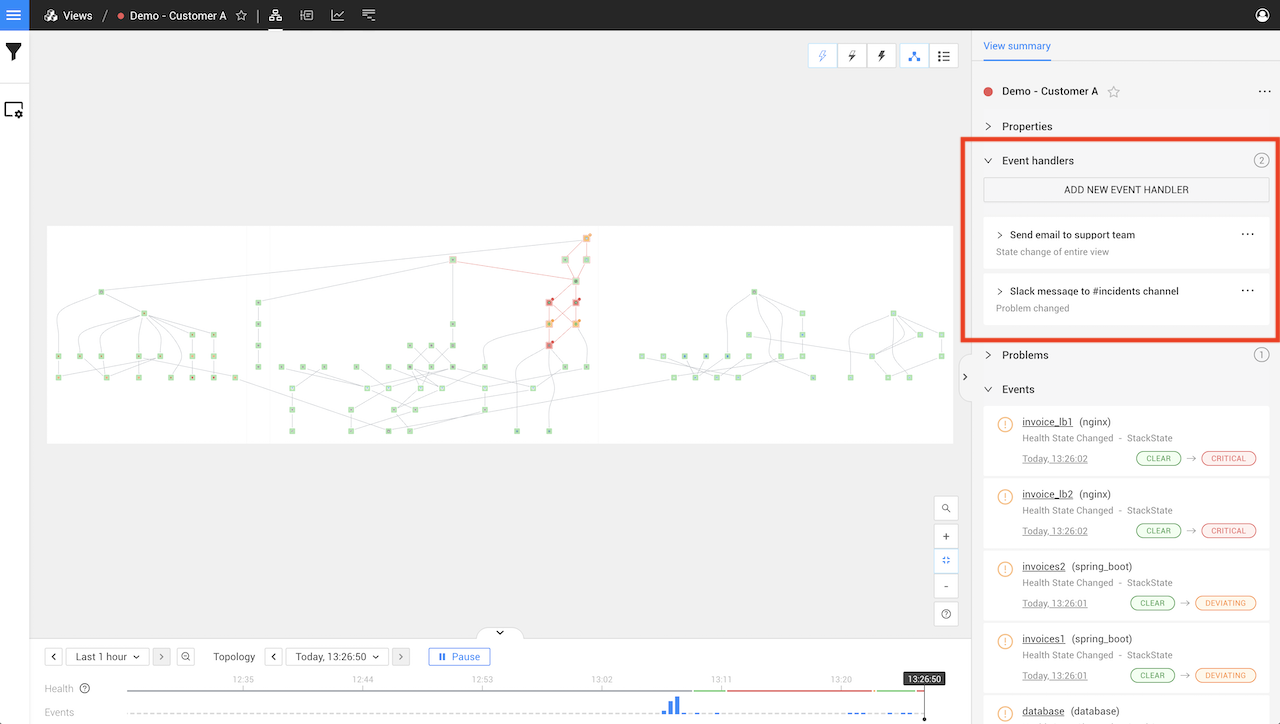 Views / Demo - Customer A
View summary
Demo - Customer A
Properties
Event handlers 2
ADD NEW EVENT HANDLER
Send email to support team
State change of entire view
Slack message to #incidents channel
Problem changed
Problems 1
Events
invoice_lb1 (nginx)
Health State Changed - StackState
Today, 13:26:02 CLEAR → CRITICAL
invoice_lb2 (nginx)
Health State Changed - StackState
Today, 13:26:02 CLEAR → CRITICAL
invoices2 (spring_boot)
Health State Changed - StackState
Today, 13:26:01 CLEAR → DEVIATING
invoices1 (spring_boot)
Health State Changed - StackState
Today, 13:26:01 CLEAR → DEVIATING
database (database)
+
-
Last 1 hour Topology Today, 13:26:50 Pause
12:35 12:44 12:53 13:02 13:11 13:20 13:26:50
Health
Events